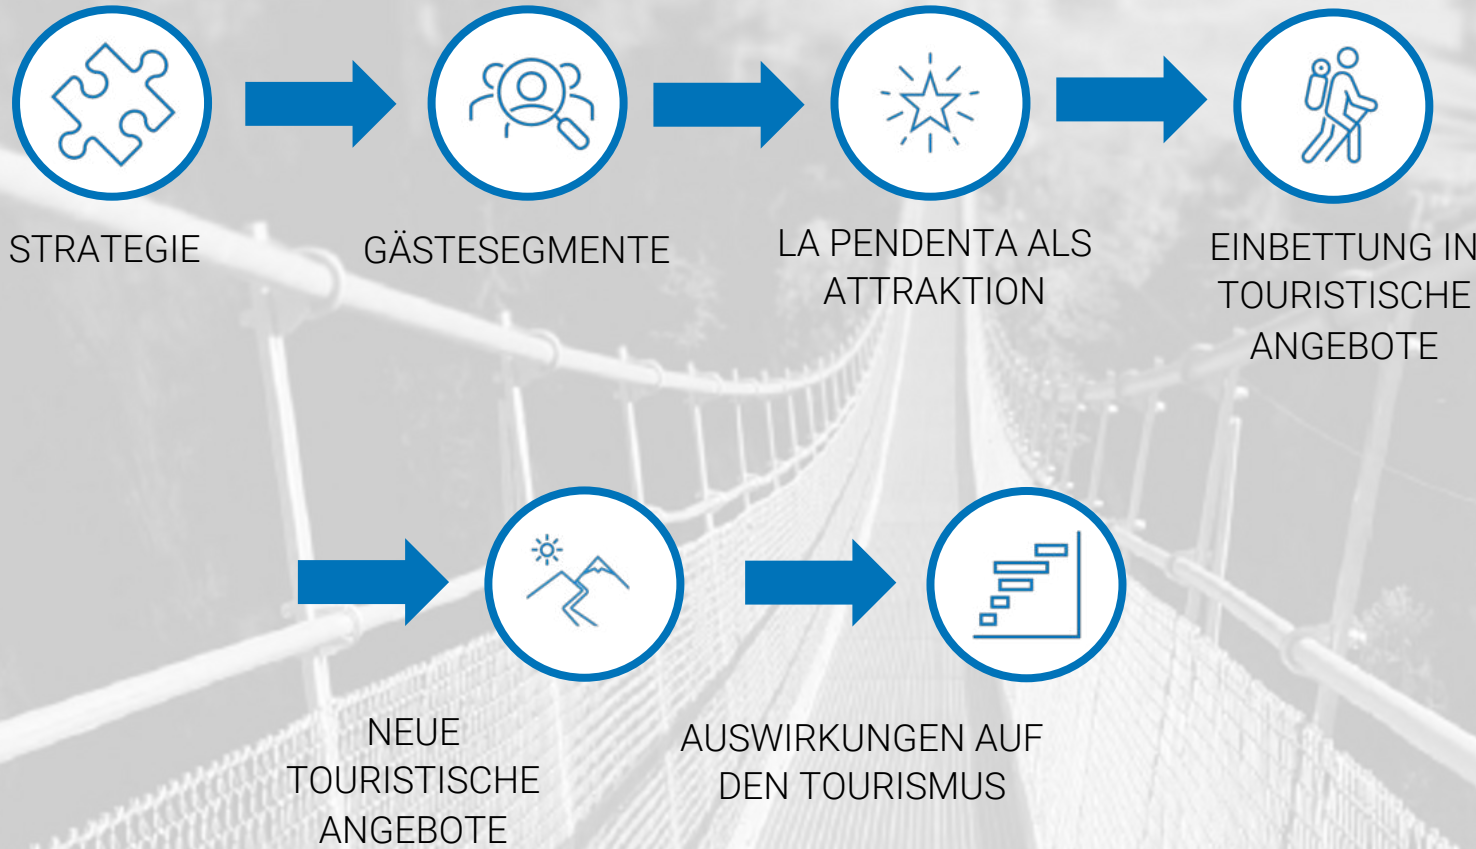 STRATEGIE
GÄSTESEGMENTE
LA PENDENTA ALS
ATTRAKTION
EINBETTUNG IN
TOURISTISCHE
ANGEBOTE
NEUE
TOURISTISCHE
ANGEBOTE
AUSWIRKUNGEN AUF
DEN TOURISMUS